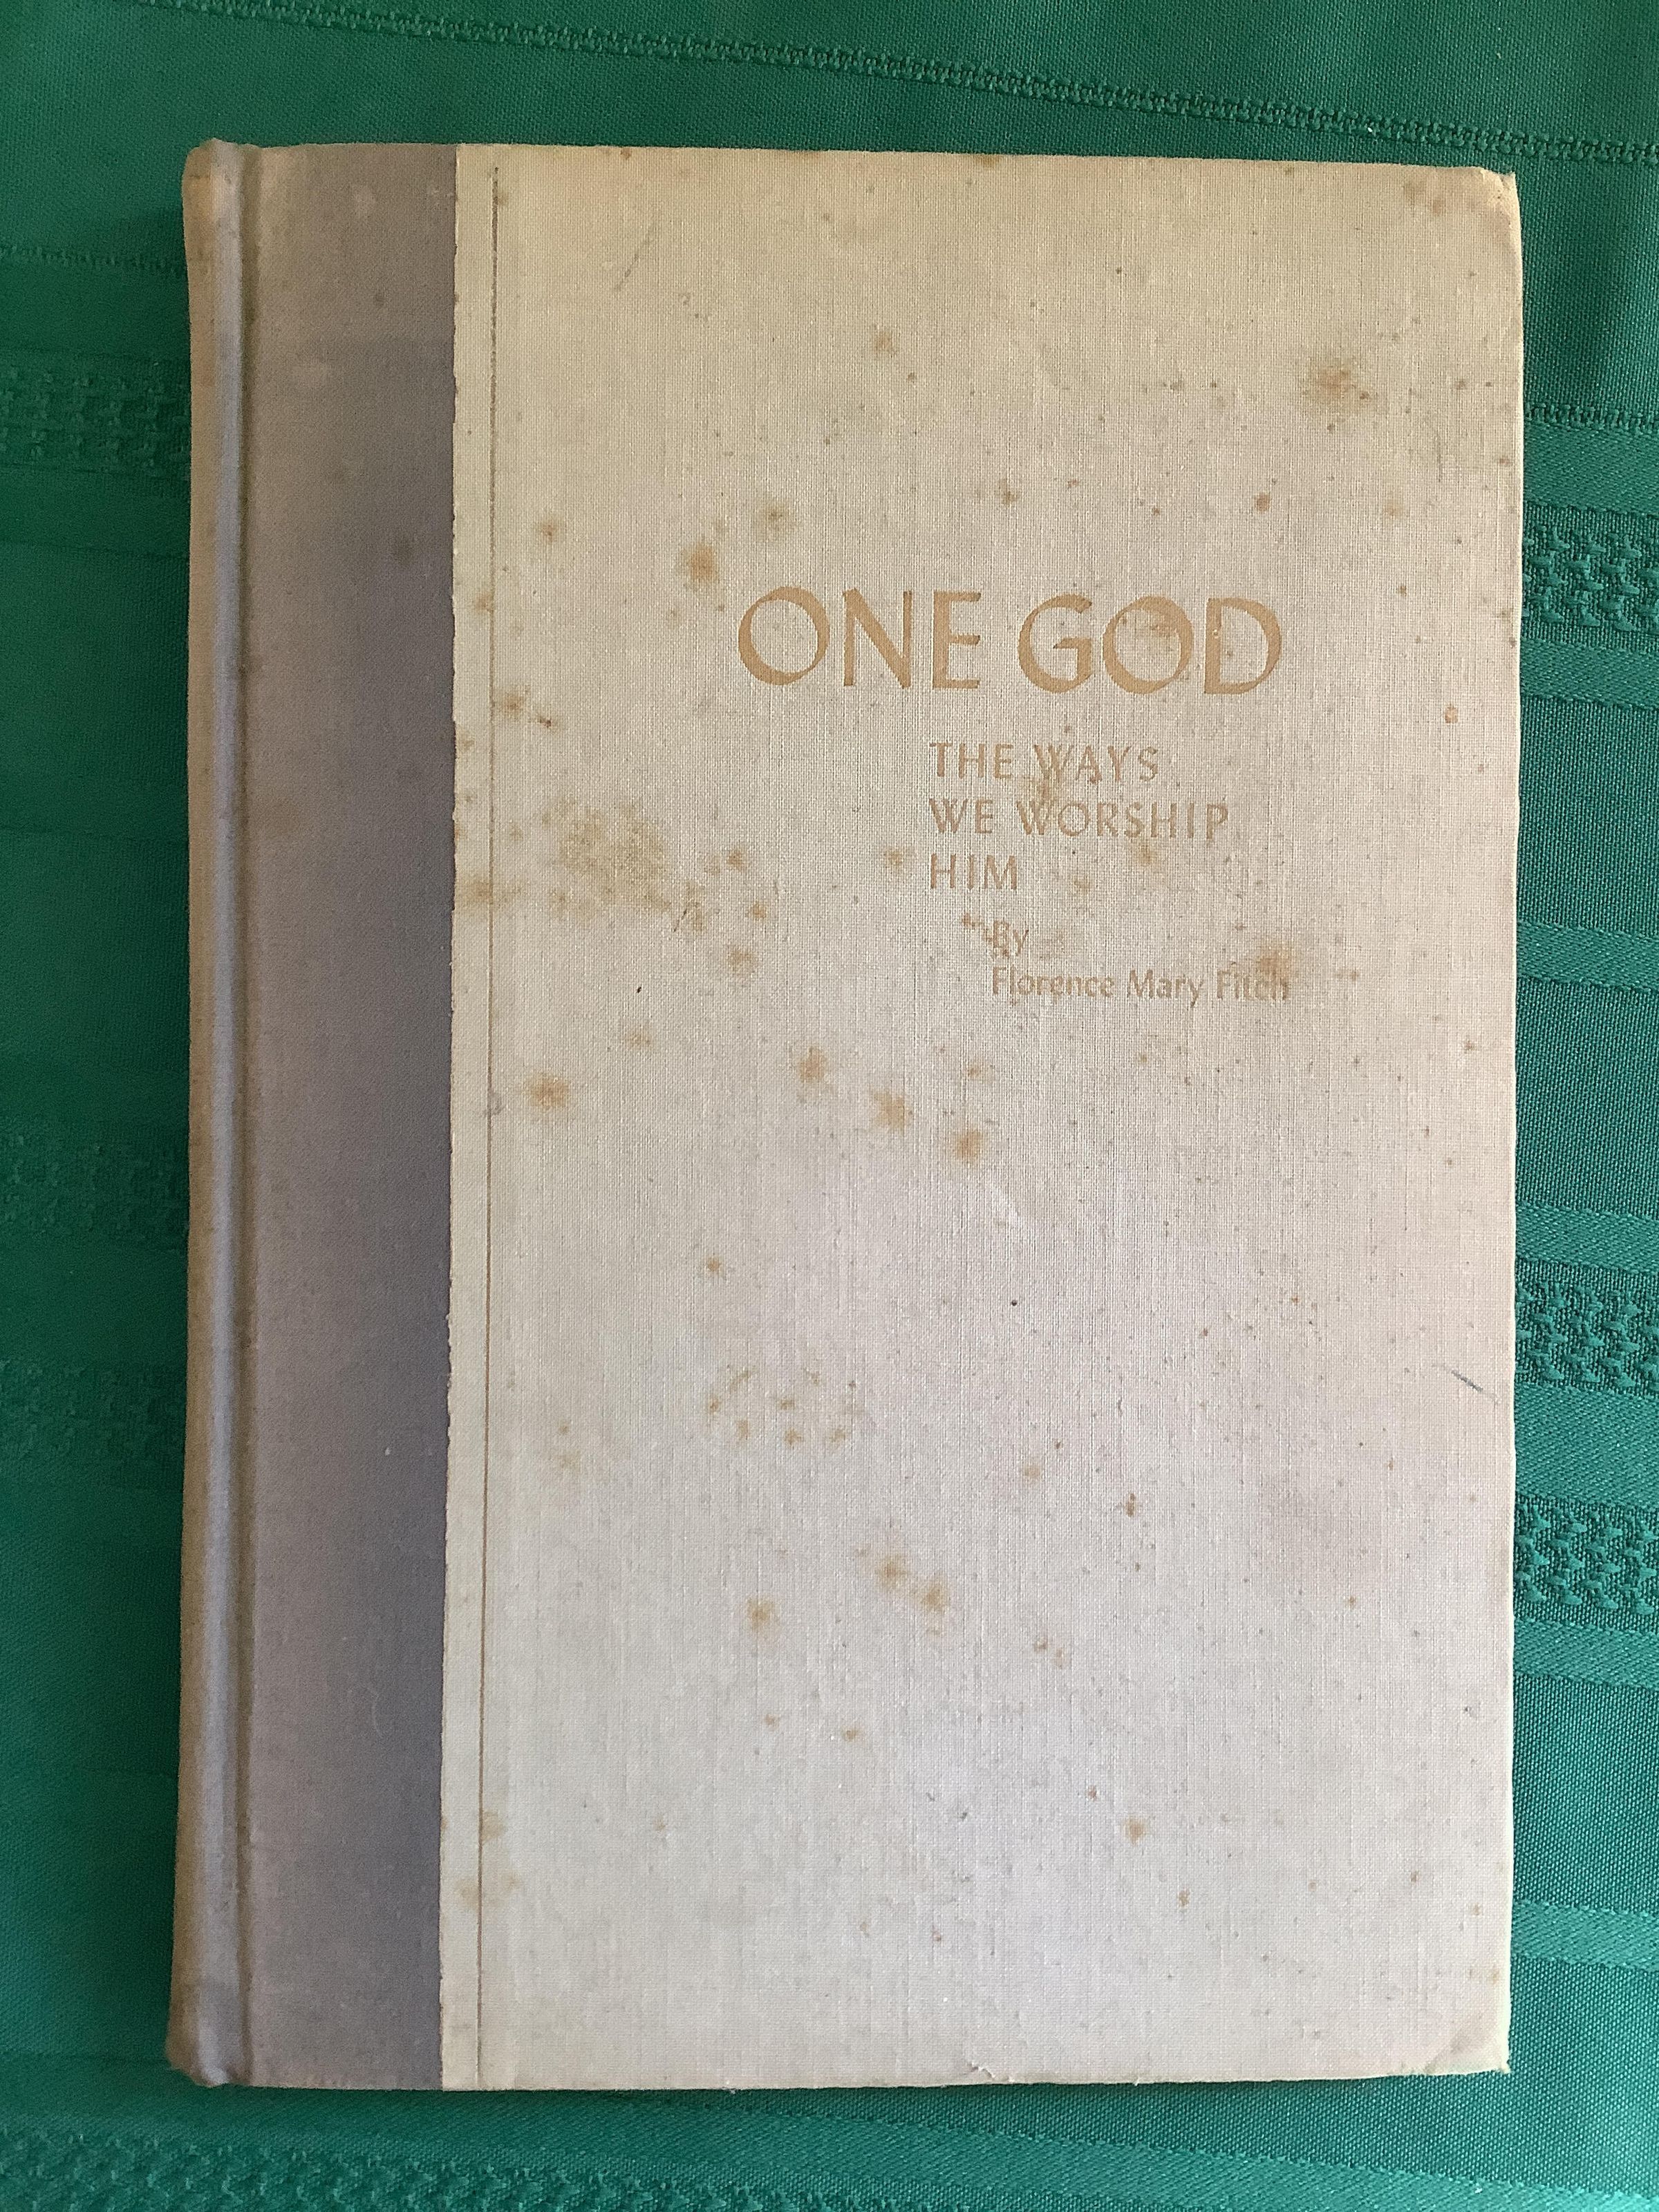 ONE GOD
THE WAYS
WE WORSHIP
HIM
By
Florence Mary Fitch